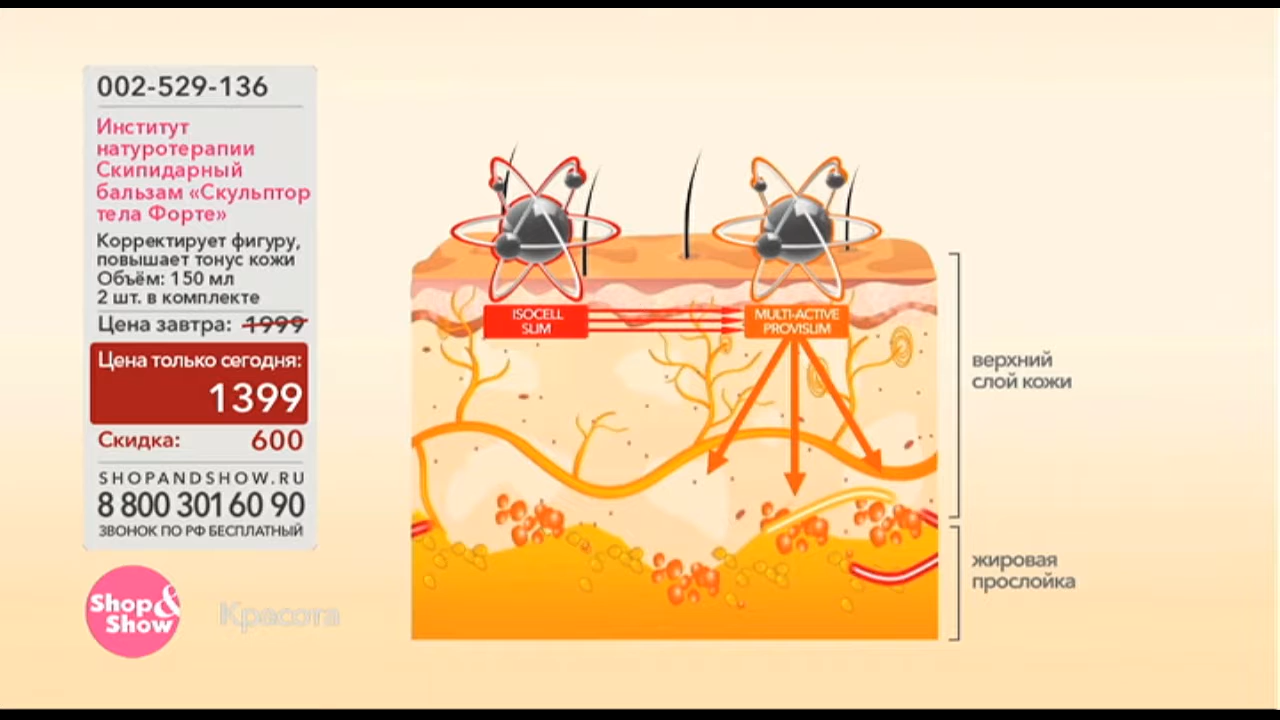 002-529-136
Институт
натуротерапии
Скипидарный
бальзам «Скульптор
тела Форте»
Корректирует фигуру,
повышает тонус кожи
Объём: 150 мл
2 шт. в комплекте
Цена завтра: 1999
Цена только сегодня:
1399
Скидка: 600
SHOPANDSHOW.RU
8 800 301 60 90
ЗВОНОК ПО РФ БЕСПЛАТНЫЙ
Shop&
Show
Красота
ISOCELL
SLIM
MULTI-ACTIVE
PROVISLIM
верхний
слой кожи
жировая
прослойка